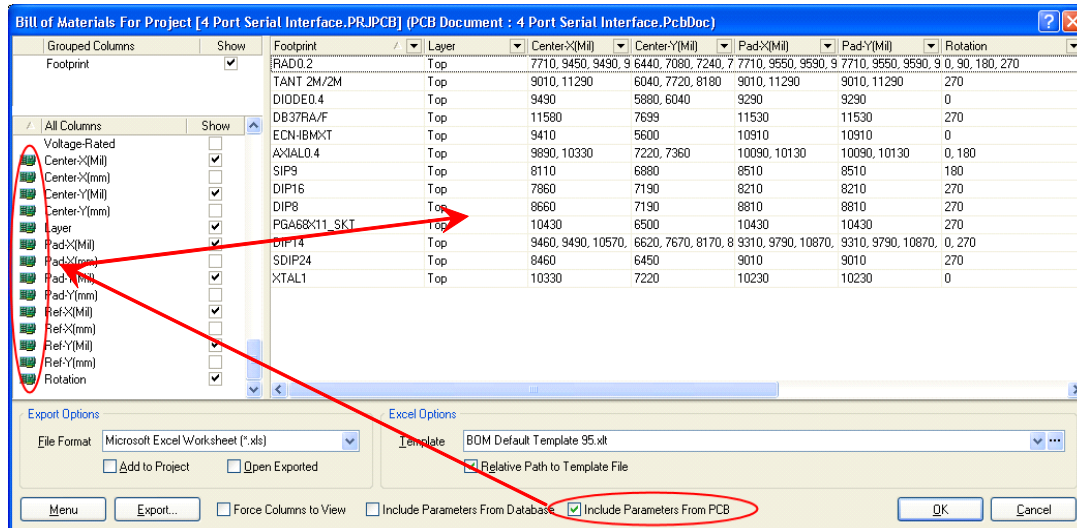 Bill of Materials For Project [4 Port Serial Interface.PRJPCB] (PCB Document : 4 Port Serial Interface.PcbDoc)
Grouped Columns Show
Footprint
All Columns Show
Voltage-Rated
Center-X(Mil)
Center-X(mm)
Center-Y(Mil)
Center-Y(mm)
Layer
Pad-X(Mil)
Pad-X(mm)
Pad-Y(Mil)
Pad-Y(mm)
Ref-X(Mil)
Ref-X(mm)
Ref-Y(Mil)
Ref-Y(mm)
Rotation
Footprint Layer Center-X(Mil) Center-Y(Mil) Pad-X(Mil) Pad-Y(Mil) Rotation
RAD0.2 Top 7710, 9450, 9490, 9 6440, 7080, 7240, 7 7710, 9550, 9590, 9 7710, 9550, 9590, 9 0, 90, 180, 270
TANT 2M/2M Top 9010, 11290 6040, 7720, 8180 9010, 11290 9010, 11290 270
DIODE0.4 Top 9490 5880, 6040 9290 9290 0
DB37RA/F Top 11580 7699 11530 11530 270
ECN-IBMXT Top 9410 5600 10910 10910 0
AXIAL0.4 Top 9890, 10330 7220, 7360 10090, 10130 10090, 10130 0, 180
SIP9 Top 8110 6880 8510 8510 180
DIP16 Top 7860 7190 8210 8210 270
DIP8 Top 8660 7190 8810 8810 270
PGA68X11_SKT Top 10430 6500 10430 10430 270
DIP14 Top 9460, 9490, 10570, 6620, 7670, 8170, 8 9310, 9790, 10870, 9310, 9790, 10870, 0, 270
SDIP24 Top 8460 6450 9010 9010 270
XTAL1 Top 10330 7220 10230 10230 0
Export Options
File Format Microsoft Excel Worksheet (*.xls)
Add to Project Open Exported
Excel Options
Template BOM Default Template 95.xlt
Relative Path to Template File
Menu Export... Force Columns to View Include Parameters From Database Include Parameters From PCB OK Cancel